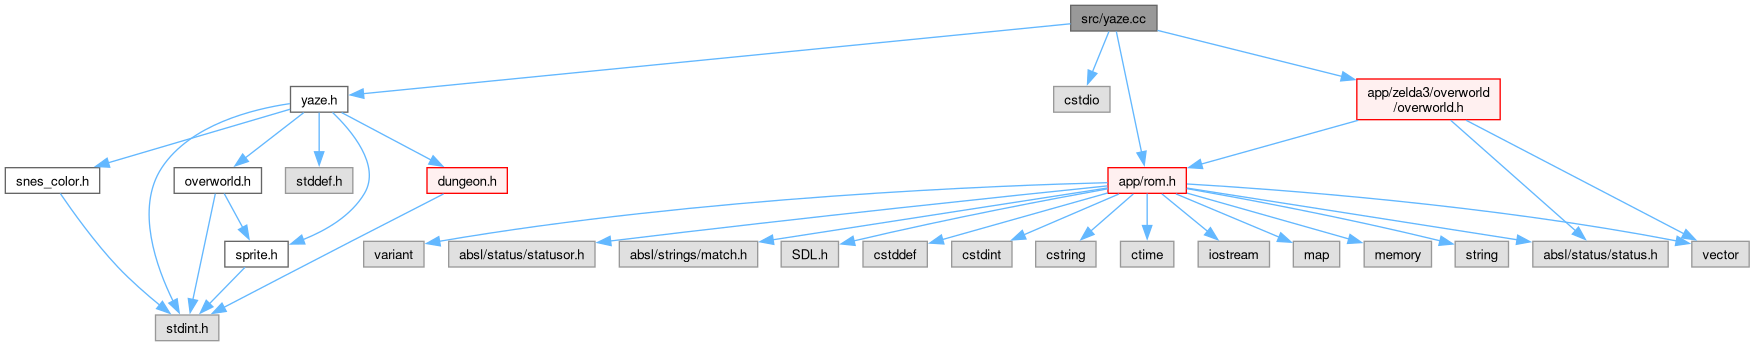 src/yaze.cc
yaze.h
cstdio
app/zelda3/overworld
/overworld.h
snes_color.h
overworld.h
stddef.h
dungeon.h
app/rom.h
sprite.h
variant
absl/status/statusor.h
absl/strings/match.h
SDL.h
cstddef
cstdint
cstring
ctime
iostream
map
memory
string
absl/status/status.h
vector
stdint.h